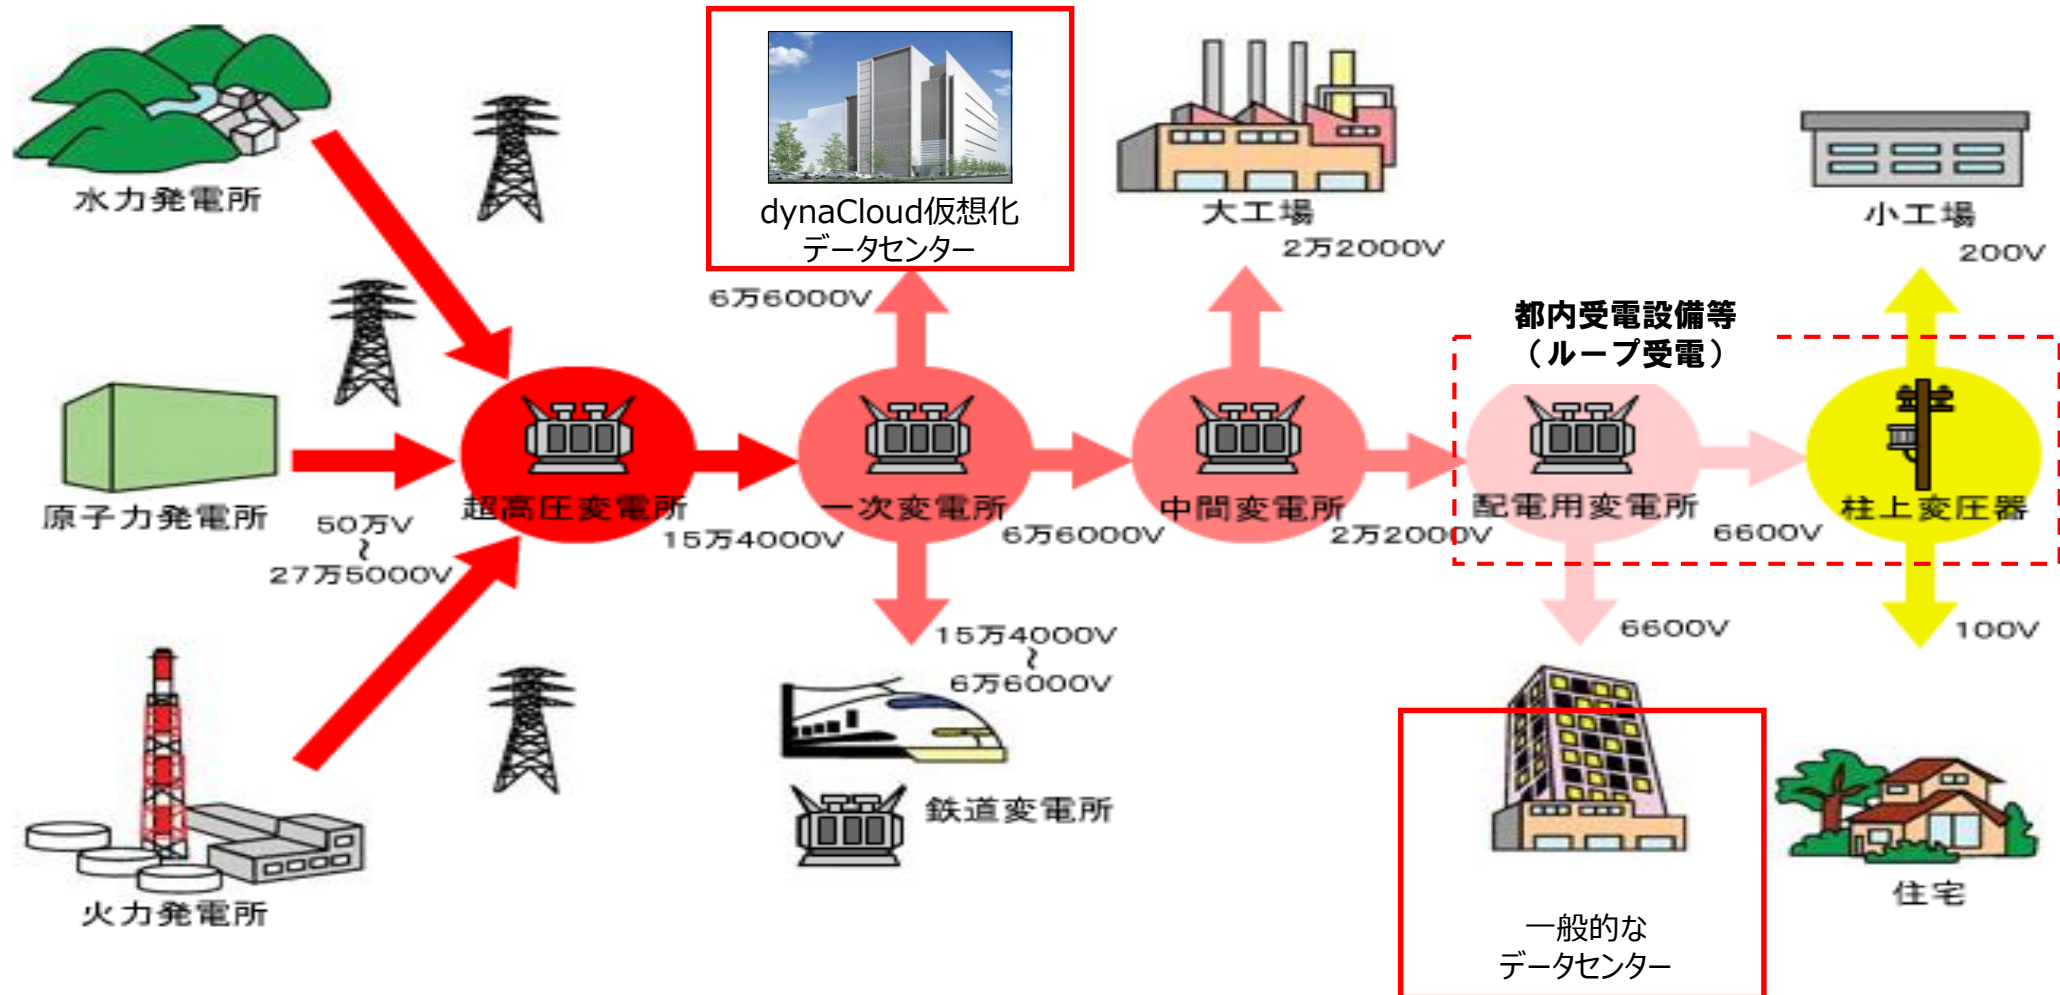 水力発電所
dynaCloud仮想化
データセンター
6万6000V
大工場
2万2000V
小工場
200V
都内受電設備等
（ループ受電）
原子力発電所
50万V
～
27万5000V
超高圧変電所
15万4000V
一次変電所
6万6000V
中間変電所
2万2000V
配電用変電所
6600V
柱上変圧器
15万4000V
～
6万6000V
6600V
100V
鉄道変電所
火力発電所
住宅
一般的な
データセンター